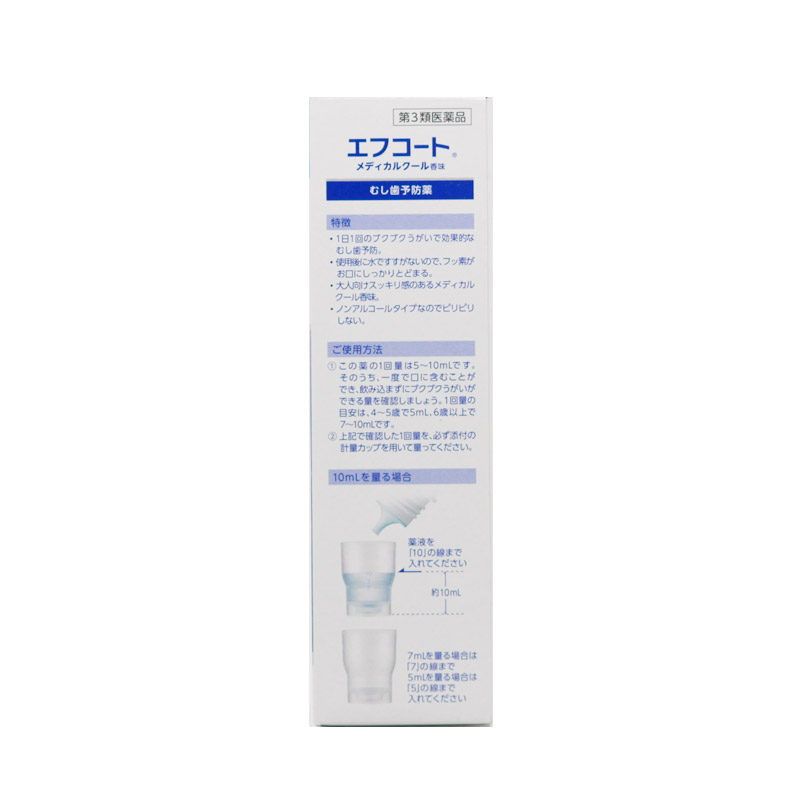 第3類医薬品
エフコート®
メディカルクール香味
むし歯予防薬
特徴
・1日1回のブクブクうがいで効果的な
むし歯予防。
・使用後に水ですすがないので、フッ素が
お口にしっかりとどまる。
・大人向けスッキリ感のあるメディカル
クール香味。
・ノンアルコールタイプなのでピリピリ
しない。
ご使用方法
① この薬の1回量は5〜10mLです。
そのうち、一度で口に含むことが
でき、飲み込まずにブクブクうがいが
できる量を確認しましょう。1回量の
目安は、4〜5歳で5mL、6歳以上で
7〜10mLです。
② 上記で確認した1回量を、必ず添付の
計量カップを用いて量ってください。
10mLを量る場合
薬液を
「10」の線まで
入れてください
約10mL
7mLを量る場合は
「7」の線まで
5mLを量る場合は
「5」の線まで
入れてください